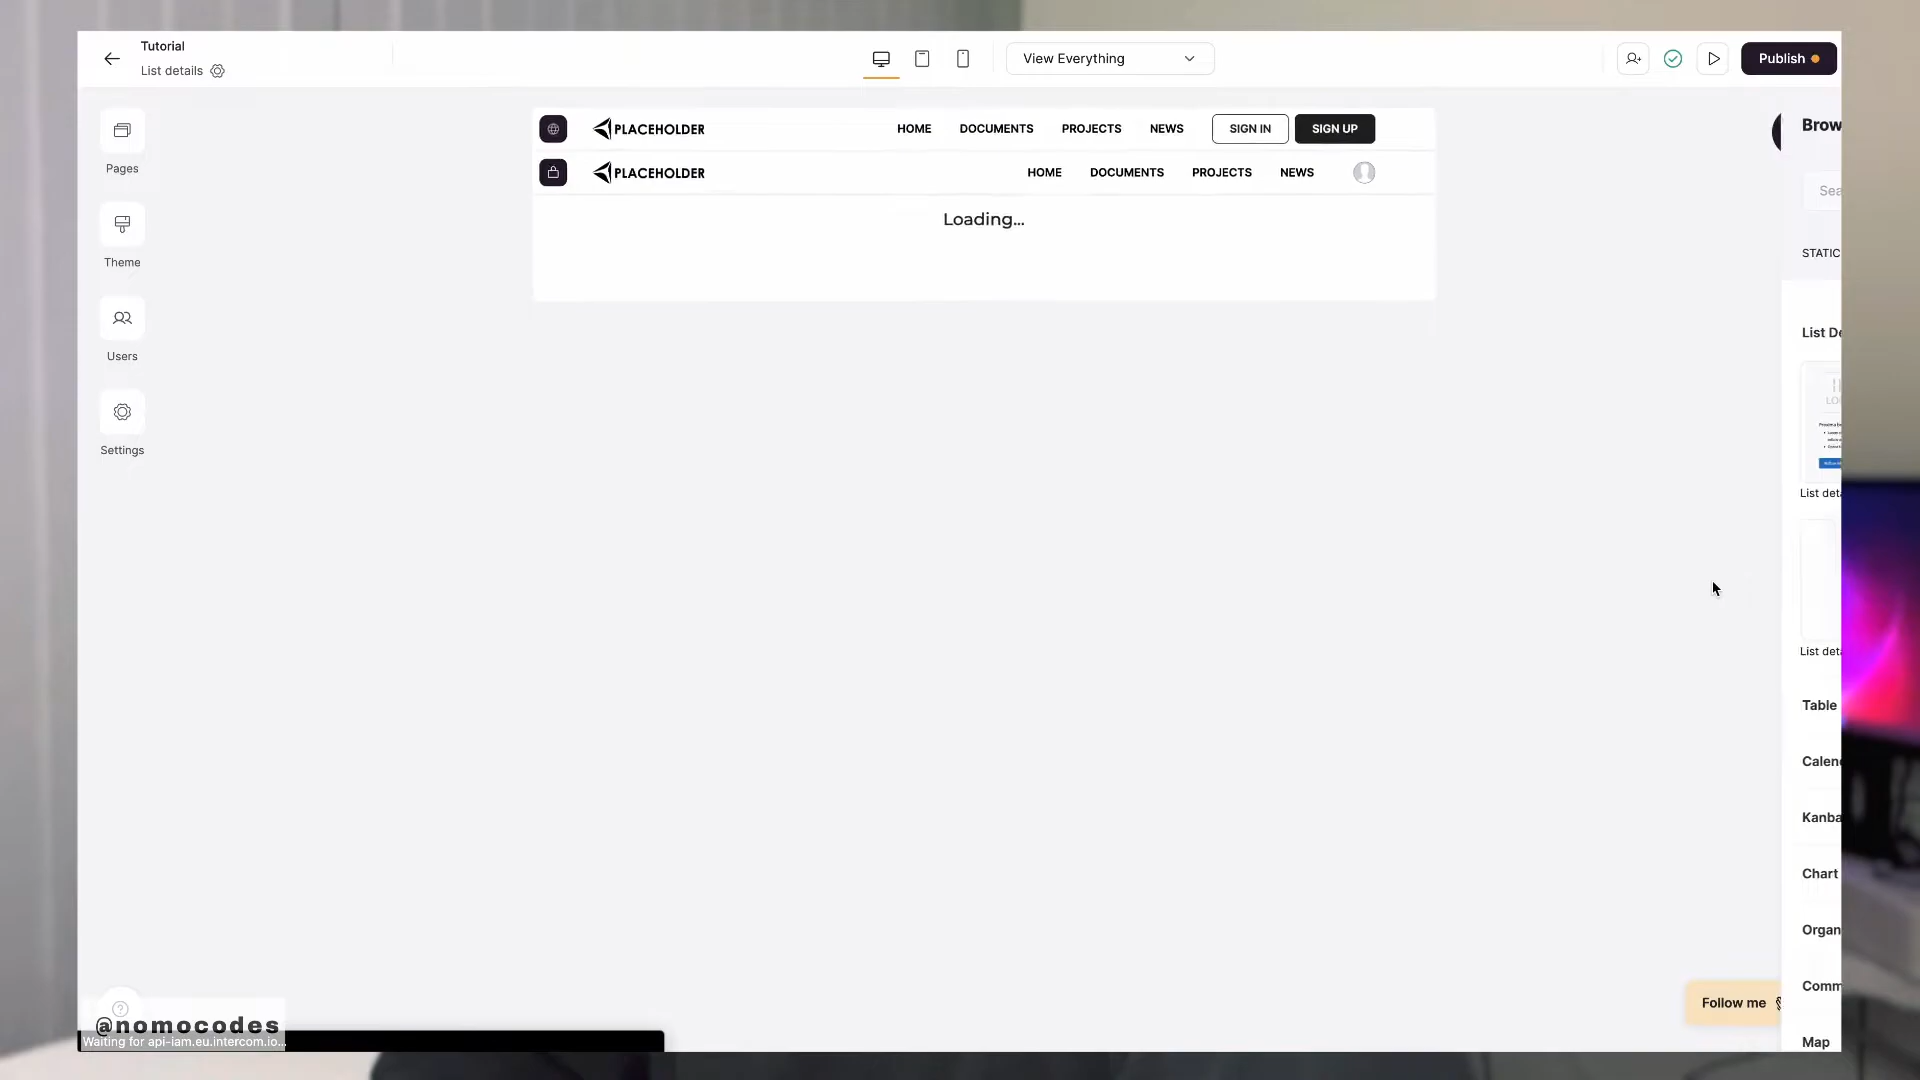 Tutorial
List details
View Everything
Publish
Pages
Theme
Users
Settings
PLACEHOLDER
HOME
DOCUMENTS
PROJECTS
NEWS
SIGN IN
SIGN UP
PLACEHOLDER
HOME
DOCUMENTS
PROJECTS
NEWS
Loading...
Brow
Sea
STATIC
List De
List deta
List deta
Table
Calen
Kanba
Chart
Organ
Comm
Map
Follow me
@nomocodes
Waiting for api-iam.eu.intercom.io...